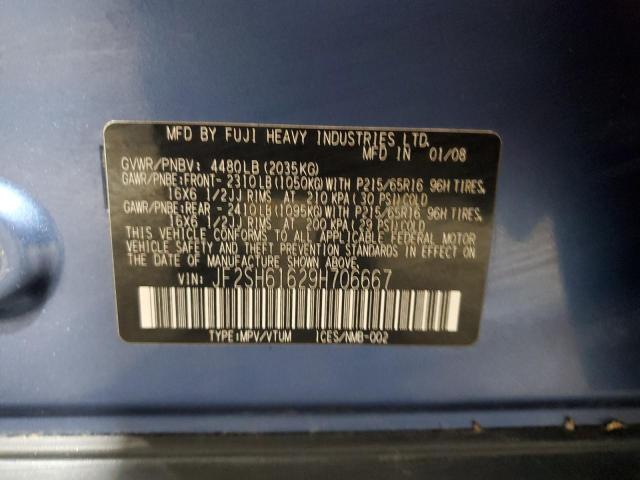 MFD BY FUJI HEAVY INDUSTRIES LTD.
MFD IN 01/08
GVWR/PNBV: 4480LB (2035KG)
GAWR/PNBE:FRONT- 2310LB (1050KG) WITH P215/65R16 96H TIRES,
16X6 1/2JJ RIMS AT 210 KPA (30 PSI) COLD
GAWR/PNBE:REAR - 2410LB (1095KG) WITH P215/65R16 96H TIRES,
16X6 1/2JJ RIMS AT 200 KPA (29 PSI) COLD
THIS VEHICLE CONFORMS TO ALL APPLICABLE FEDERAL MOTOR
VEHICLE SAFETY AND THEFT PREVENTION STANDARDS IN EFFECT
ON THE DATE OF MANUFACTURE SHOWN ABOVE.
VIN: JF2SH61629H706667
TYPE:MPV/VTUM ICES/NMB-002